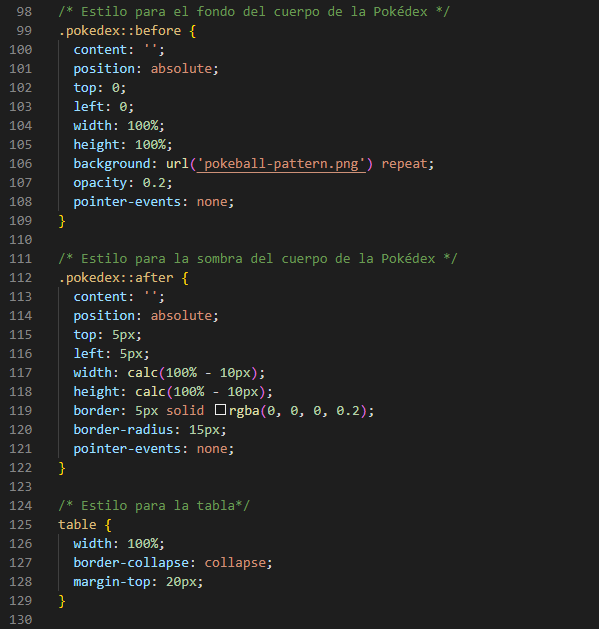 98 /* Estilo para el fondo del cuerpo de la Pokédex */
99 .pokedex::before {
100 content: '';
101 position: absolute;
102 top: 0;
103 left: 0;
104 width: 100%;
105 height: 100%;
106 background: url('pokeball-pattern.png') repeat;
107 opacity: 0.2;
108 pointer-events: none;
109 }
110
111 /* Estilo para la sombra del cuerpo de la Pokédex */
112 .pokedex::after {
113 content: '';
114 position: absolute;
115 top: 5px;
116 left: 5px;
117 width: calc(100% - 10px);
118 height: calc(100% - 10px);
119 border: 5px solid rgba(0, 0, 0, 0.2);
120 border-radius: 15px;
121 pointer-events: none;
122 }
123
124 /* Estilo para la tabla*/
125 table {
126 width: 100%;
127 border-collapse: collapse;
128 margin-top: 20px;
129 }
130